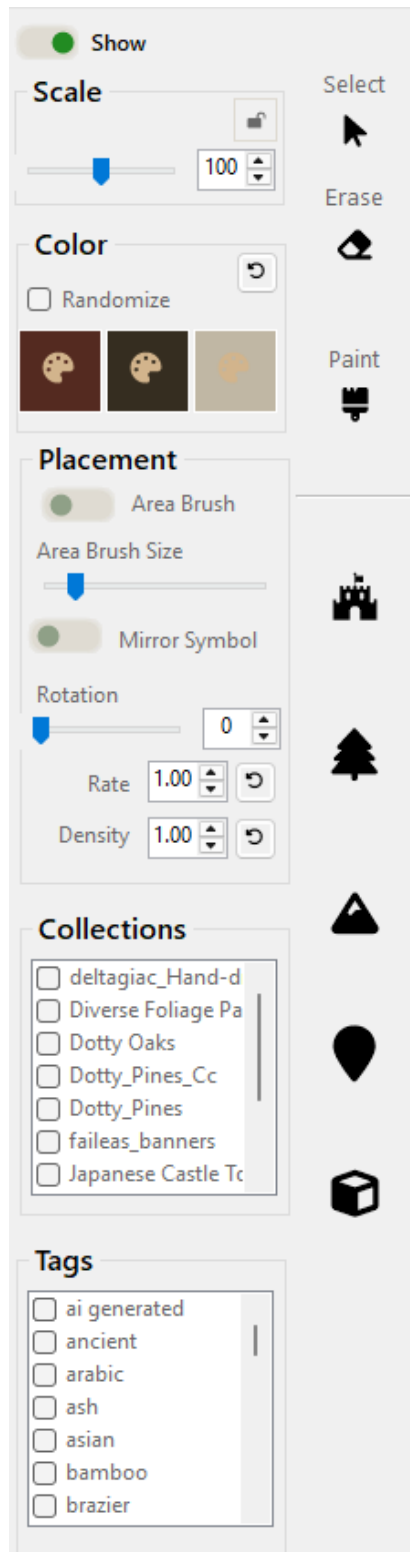 Show
Scale
100
Color
Randomize
Placement
Area Brush
Area Brush Size
Mirror Symbol
Rotation
0
Rate 1.00
Density 1.00
Collections
deltagiac_Hand-d
Diverse Foliage Pa
Dotty Oaks
Dotty_Pines_Cc
Dotty_Pines
faileas_banners
Japanese Castle Tc
Tags
ai generated
ancient
arabic
ash
asian
bamboo
brazier
Select
Erase
Paint